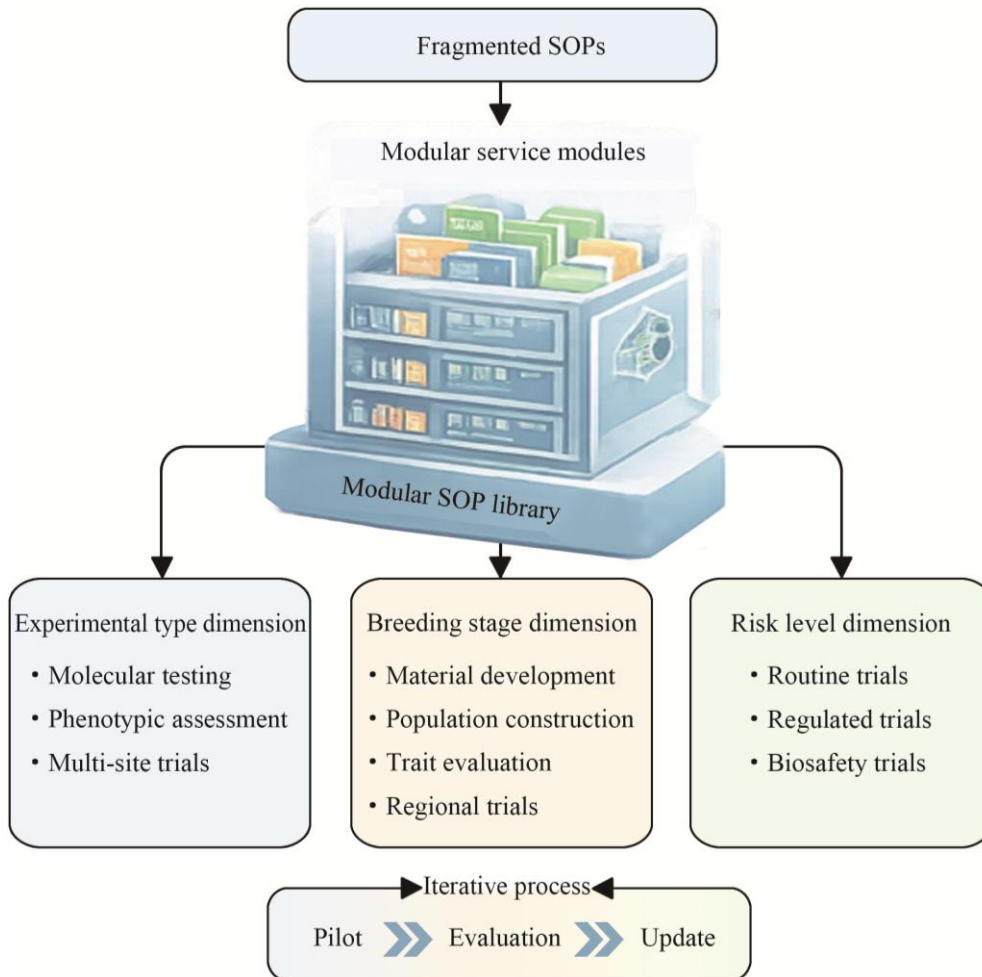 Fragmented SOPs
Modular service modules
Modular SOP library
Experimental type dimension
• Molecular testing
• Phenotypic assessment
• Multi-site trials
Breeding stage dimension
• Material development
• Population construction
• Trait evaluation
• Regional trials
Risk level dimension
• Routine trials
• Regulated trials
• Biosafety trials
Iterative process
Pilot Evaluation Update